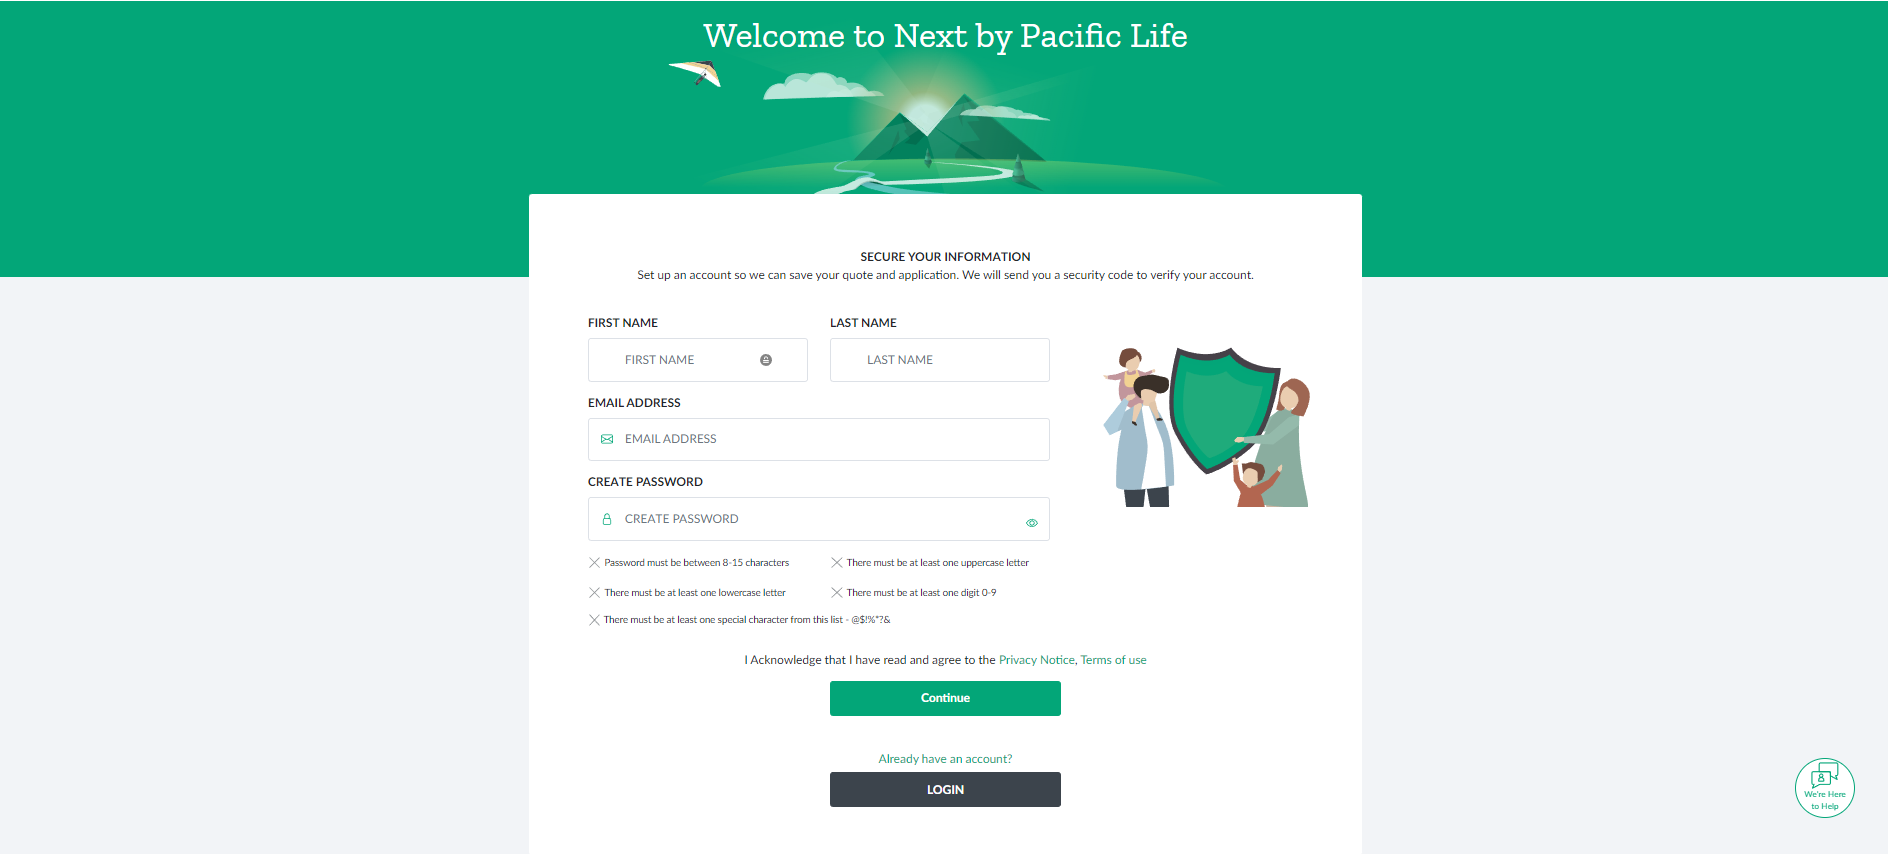 Welcome to Next by Pacific Life
SECURE YOUR INFORMATION
Set up an account so we can save your quote and application. We will send you a security code to verify your account.
FIRST NAME
LAST NAME
FIRST NAME
LAST NAME
EMAIL ADDRESS
EMAIL ADDRESS
CREATE PASSWORD
CREATE PASSWORD
Password must be between 8-15 characters
There must be at least one uppercase letter
There must be at least one lowercase letter
There must be at least one digit 0-9
There must be at least one special character from this list - @$!%*?&
I Acknowledge that I have read and agree to the Privacy Notice, Terms of use
Continue
Already have an account?
LOGIN
We're Here
to Help